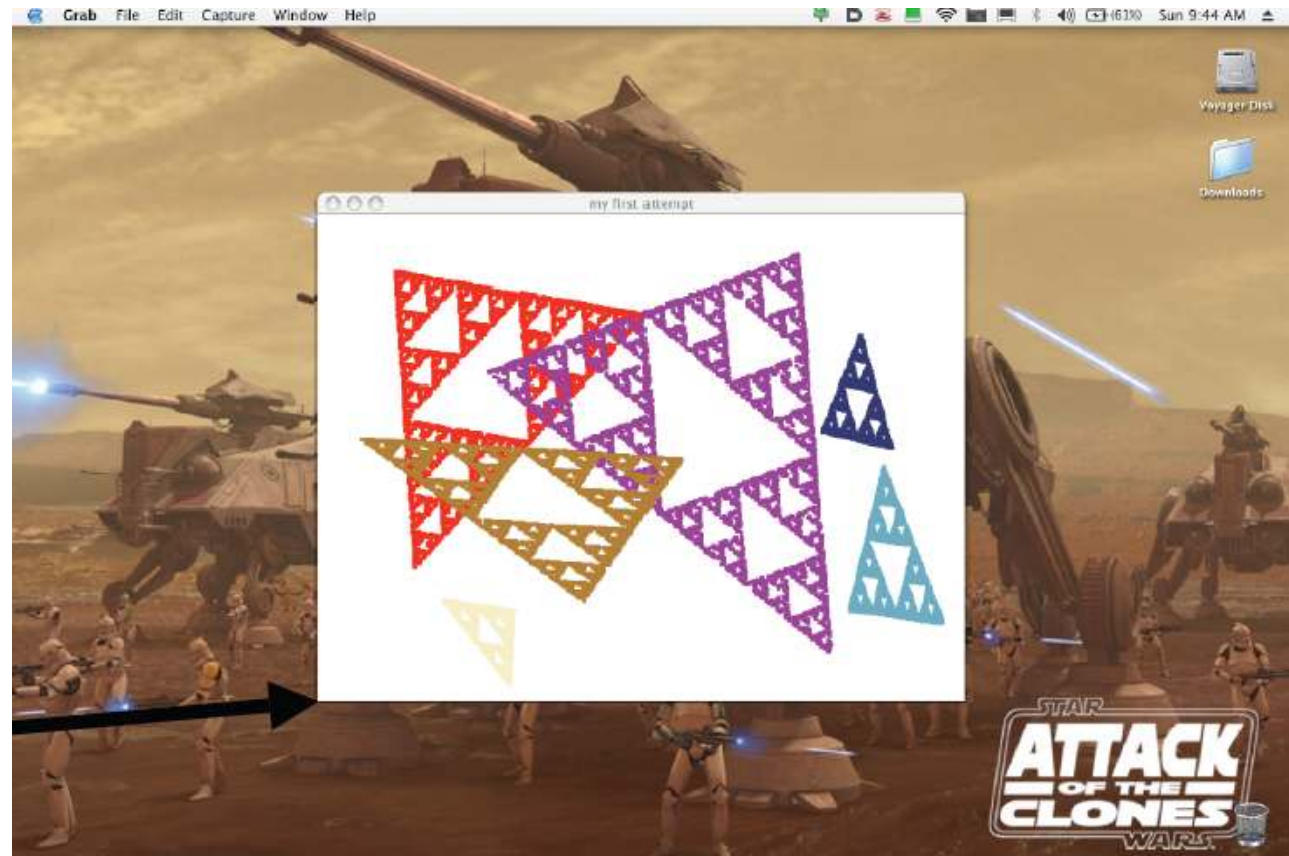 Grab File Edit Capture Window Help
(63%) Sun 9:44 AM
Voyager Disk
Downloads
my first attempt
STAR
ATTACK
OF THE
CLONES
WARS